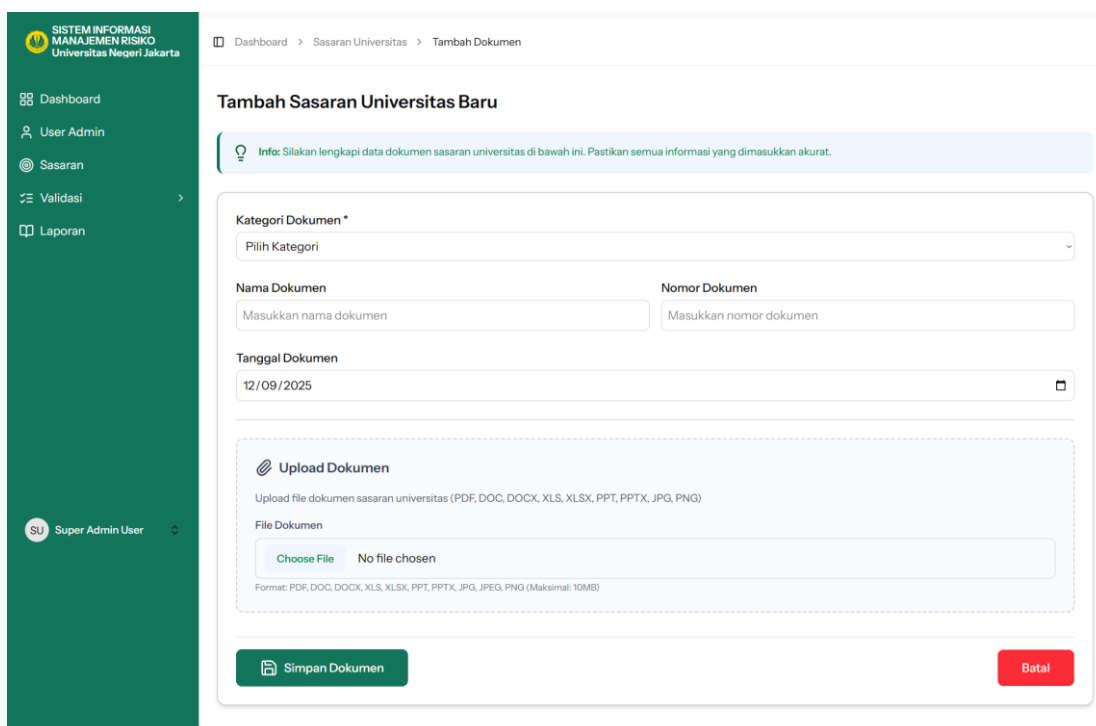 SISTEM INFORMASI
MANAJEMEN RISIKO
Universitas Negeri Jakarta
Dashboard
User Admin
Sasaran
Validasi
Laporan
SU Super Admin User
Dashboard > Sasaran Universitas > Tambah Dokumen
Tambah Sasaran Universitas Baru
Info: Silakan lengkapi data dokumen sasaran universitas di bawah ini. Pastikan semua informasi yang dimasukkan akurat.
Kategori Dokumen *
Pilih Kategori
Nama Dokumen
Masukkan nama dokumen
Nomor Dokumen
Masukkan nomor dokumen
Tanggal Dokumen
12/09/2025
Upload Dokumen
Upload file dokumen sasaran universitas (PDF, DOC, DOCX, XLS, XLSX, PPT, PPTX, JPG, PNG)
File Dokumen
Choose File No file chosen
Format: PDF, DOC, DOCX, XLS, XLSX, PPT, PPTX, JPG, JPEG, PNG (Maksimal: 10MB)
Simpan Dokumen
Batal